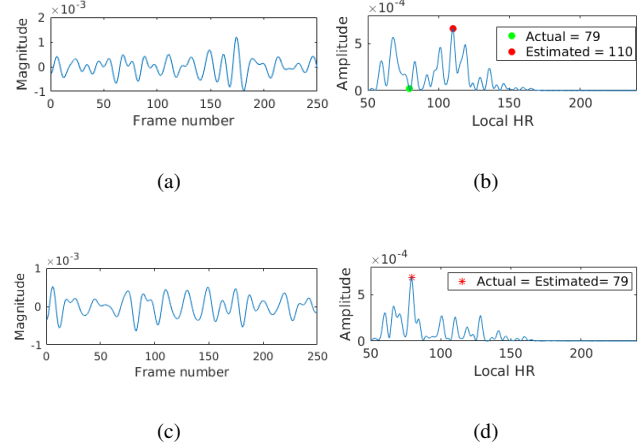 ×10⁻³
2
1
0
-1
0 50 100 150 200 250
Magnitude
Frame number
(a)
×10⁻⁴
5
0
50 100 150 200
Amplitude
Local HR
Actual = 79
Estimated = 110
(b)
×10⁻³
1
0
-1
0 50 100 150 200 250
Magnitude
Frame number
(c)
×10⁻⁴
5
0
50 100 150 200
Amplitude
Local HR
Actual = Estimated= 79
(d)